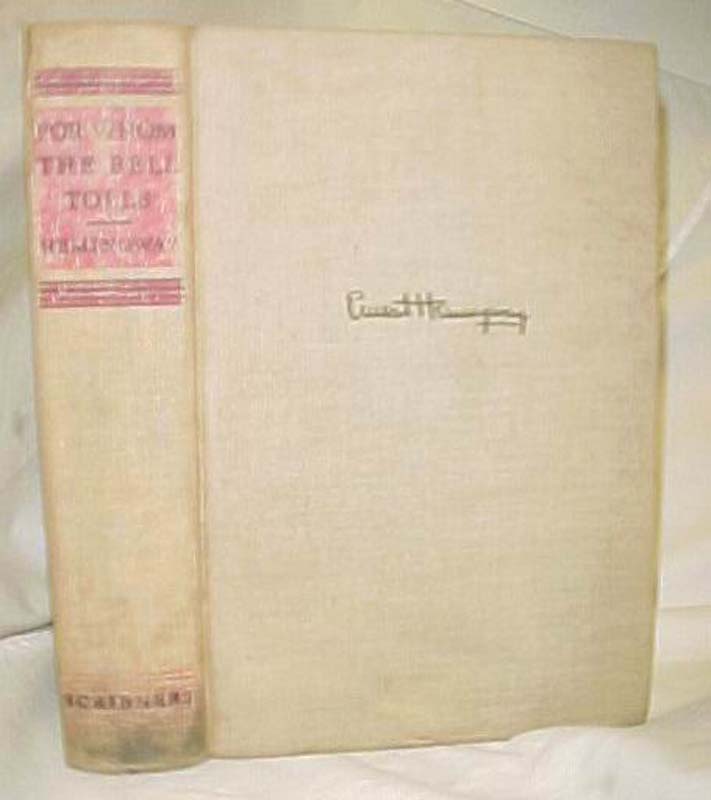 FOR WHOM
THE BELL
TOLLS
HEMINGWAY
SCRIBNERS
Ernest Hemingway